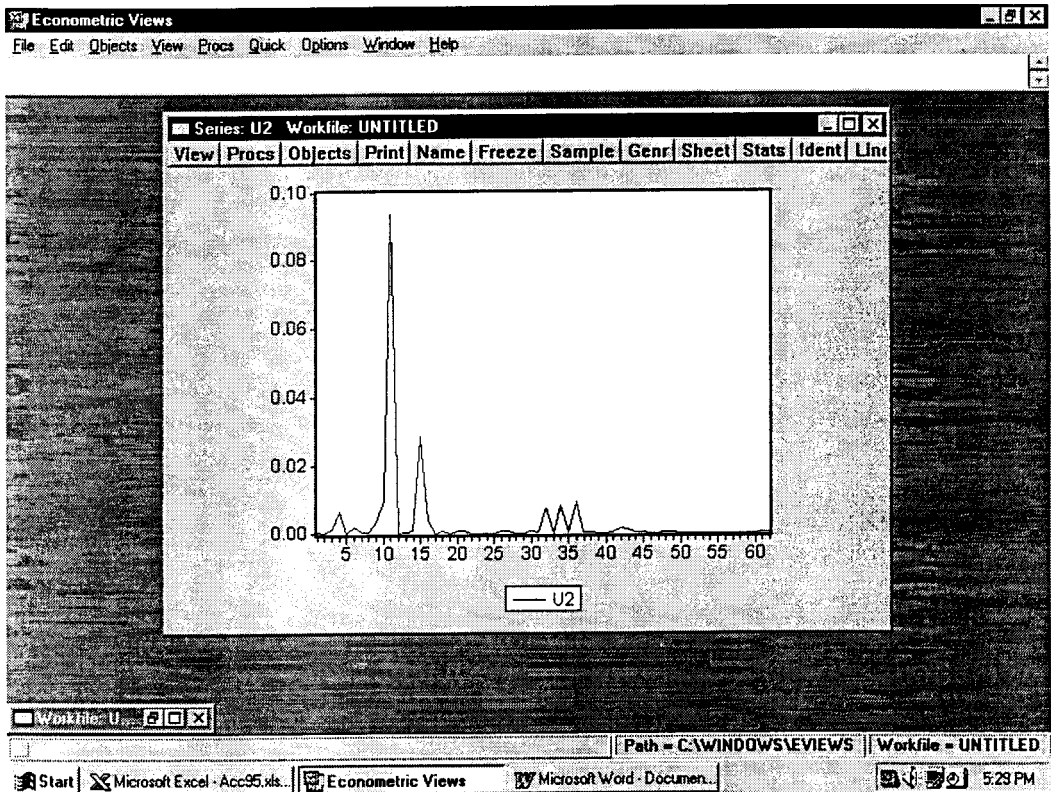 Econometric Views
File Edit Objects View Procs Quick Options Window Help
Series: U2 Workfile: UNTITLED
View Procs Objects Print Name Freeze Sample Genr Sheet Stats Ident Line
0.10
0.08
0.06
0.04
0.02
0.00
5 10 15 20 25 30 35 40 45 50 55 60
U2
Workfile: U...
Path = C:\WINDOWS\EVIEWS Workfile = UNTITLED
Start Microsoft Excel - Acc95.xls... Econometric Views Microsoft Word - Documen... 5:29 PM